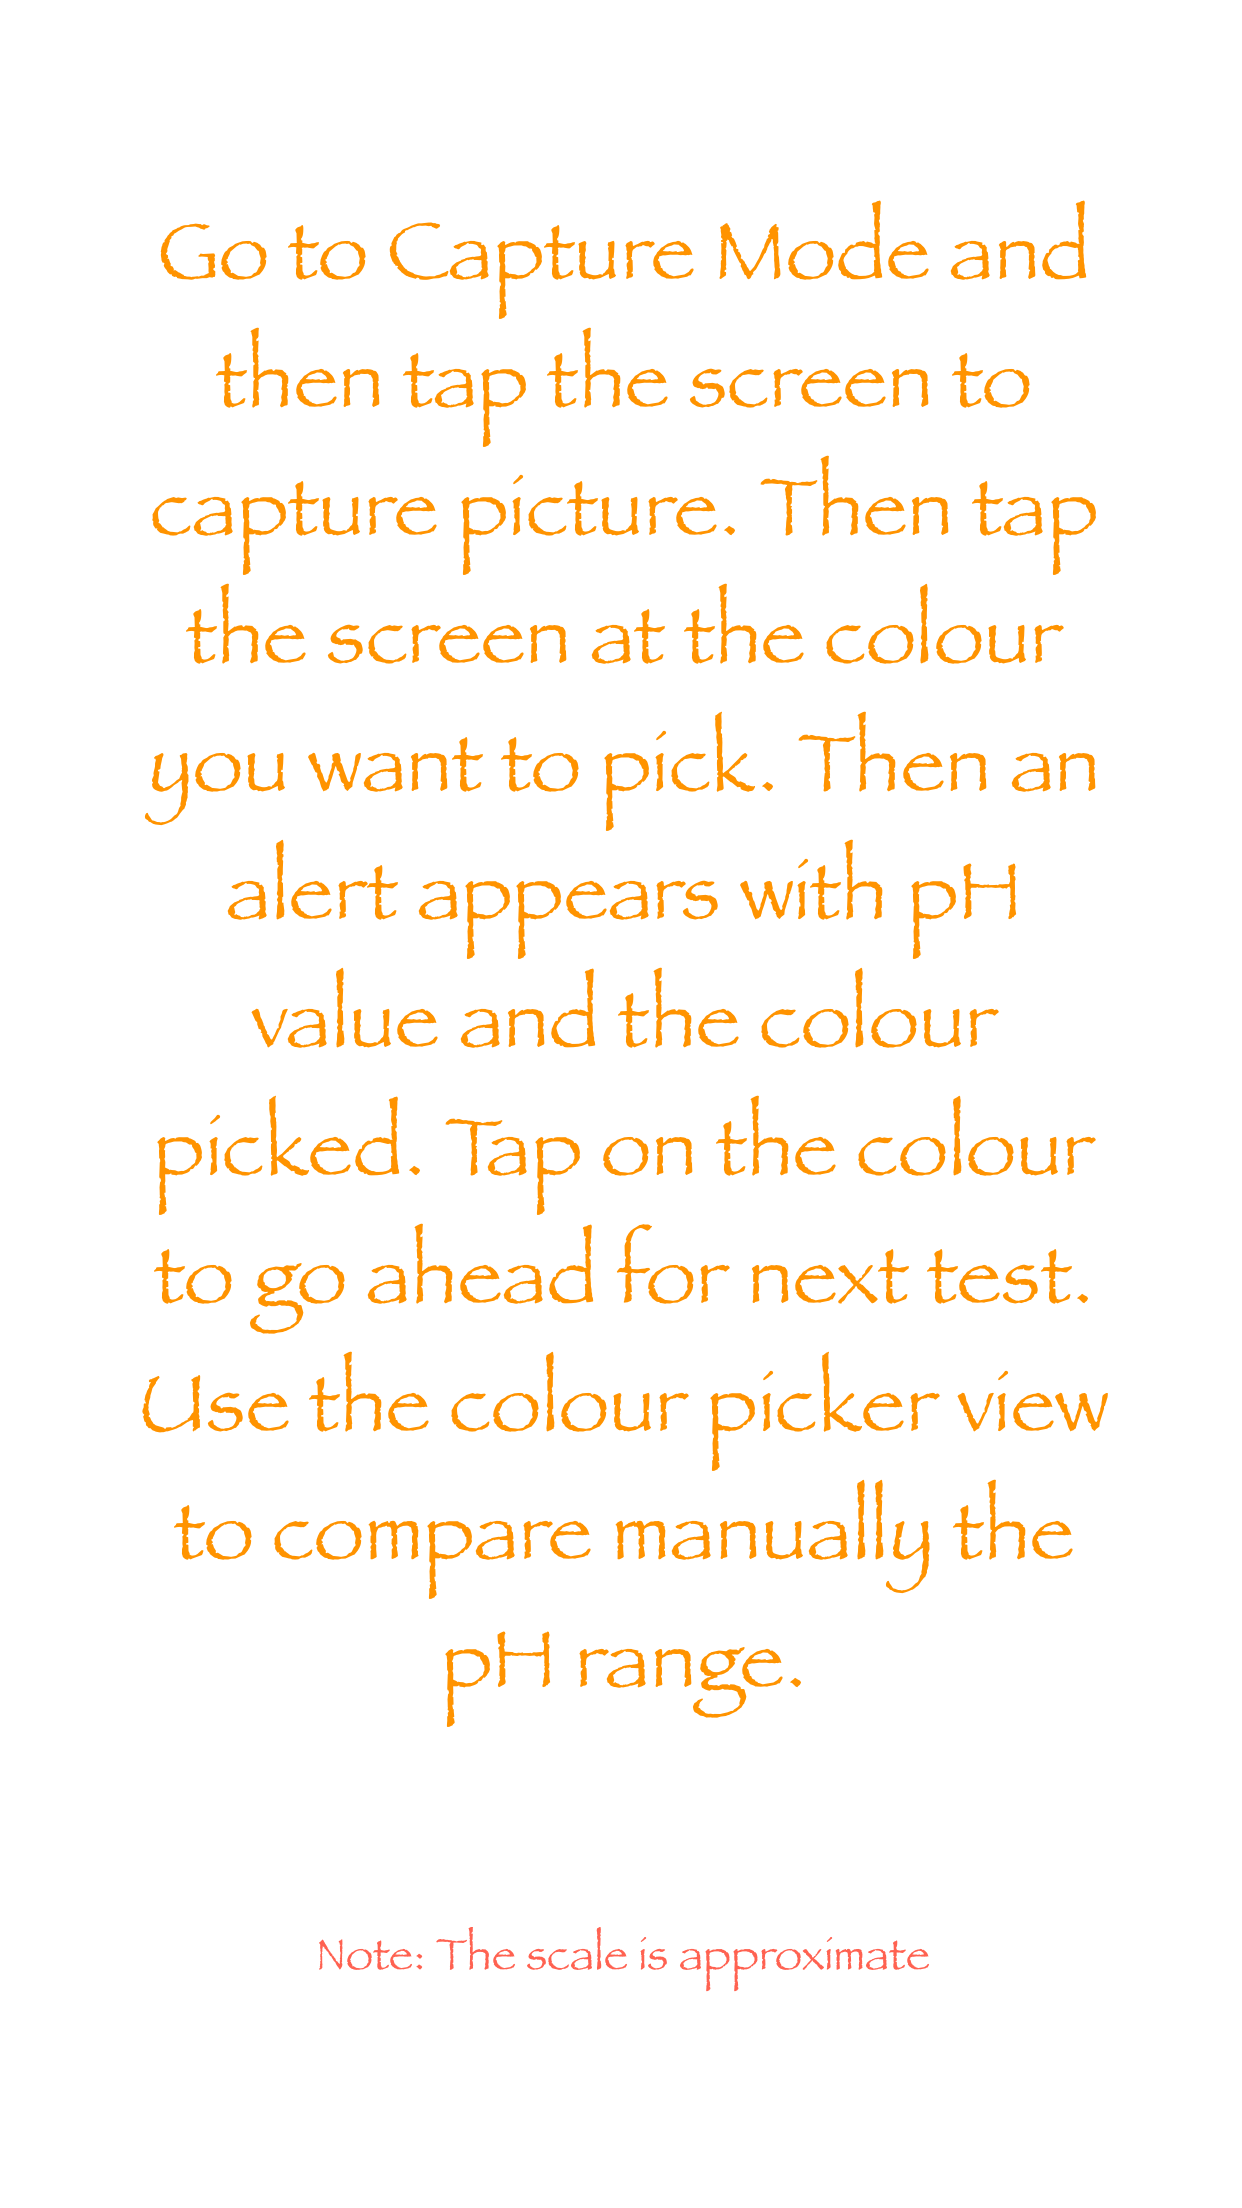 Go to Capture Mode and
then tap the screen to
capture picture. Then tap
the screen at the colour
you want to pick. Then an
alert appears with pH
value and the colour
picked. Tap on the colour
to go ahead for next test.
Use the colour picker view
to compare manually the
pH range.
Note: The scale is approximate